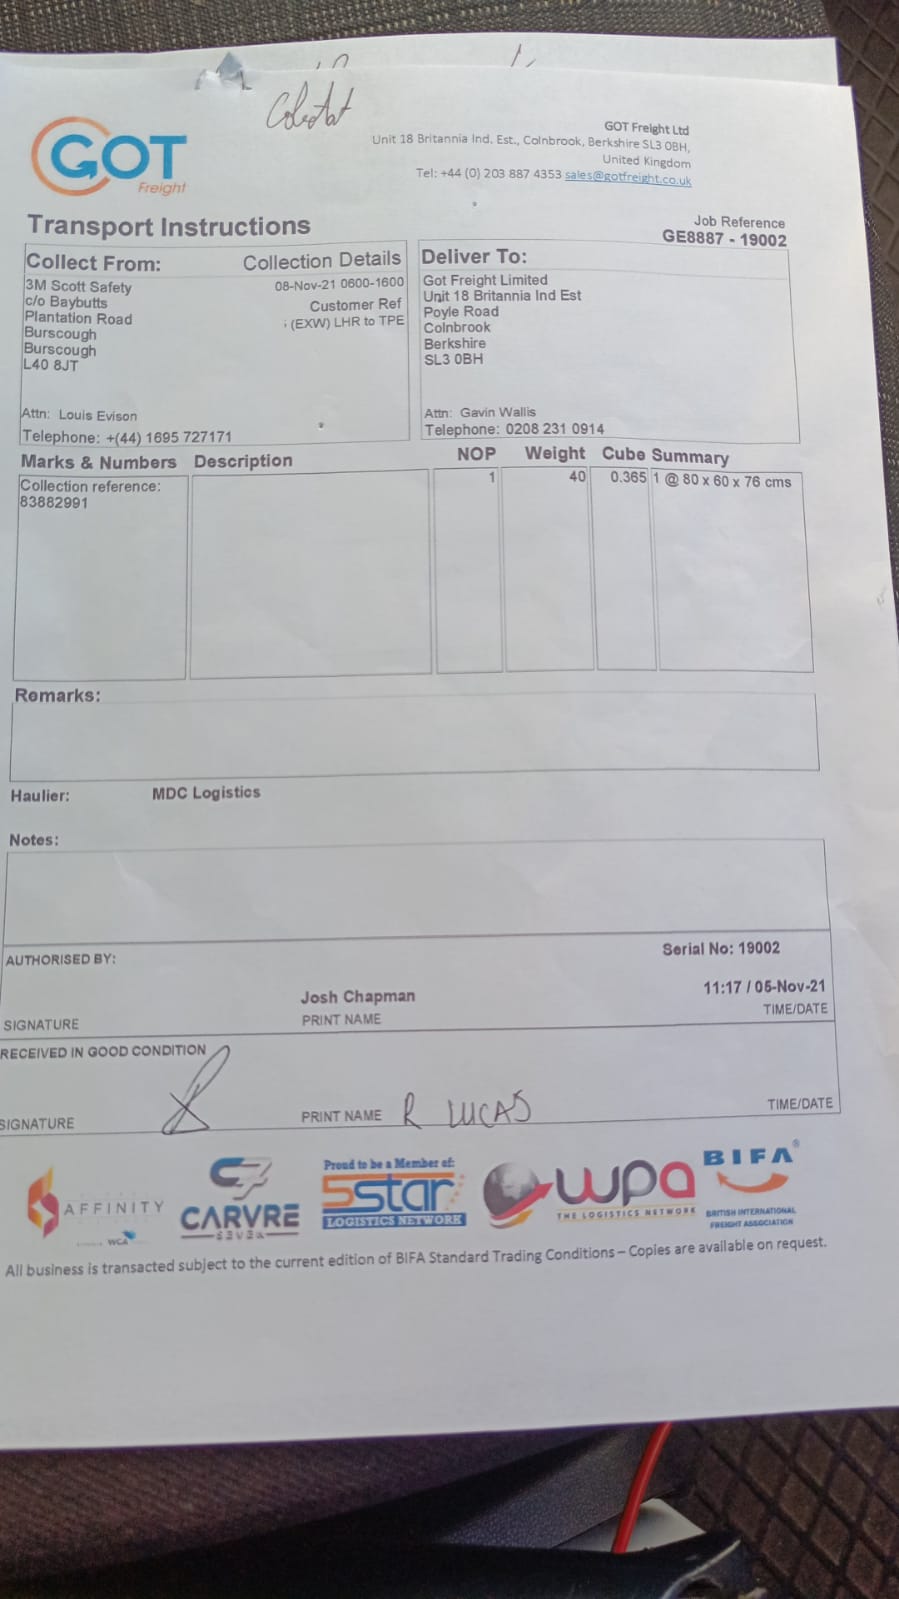 GOT
Freight
GOT Freight Ltd
Unit 18 Britannia Ind. Est., Colnbrook, Berkshire SL3 0BH,
United Kingdom
Tel: +44 (0) 203 887 4353 sales@gotfreight.co.uk
Transport Instructions
Job Reference
GE8887 - 19002
Collect From:
Collection Details
3M Scott Safety
08-Nov-21 0600-1600
c/o Baybutts
Customer Ref
Plantation Road
(EXW) LHR to TPE
Burscough
Burscough
L40 8JT
Attn: Louis Evison
Telephone: +(44) 1695 727171
Deliver To:
Got Freight Limited
Unit 18 Britannia Ind Est
Poyle Road
Colnbrook
Berkshire
SL3 0BH
Attn: Gavin Wallis
Telephone: 0208 231 0914
Marks & Numbers Description NOP Weight Cube Summary
Collection reference: 1 40 0.365 1 @ 80 x 60 x 76 cms
83882991
Remarks:
Haulier: MDC Logistics
Notes:
AUTHORISED BY:
Serial No: 19002
Josh Chapman
11:17 / 05-Nov-21
SIGNATURE
PRINT NAME
TIME/DATE
RECEIVED IN GOOD CONDITION
SIGNATURE
PRINT NAME R LUCAS
TIME/DATE
AFFINITY
WCA
CARVRE
SEVEN
Proud to be a Member of:
5star
LOGISTICS NETWORK
wpa
THE LOGISTICS NETWORK
BIFA®
BRITISH INTERNATIONAL
FREIGHT ASSOCIATION
All business is transacted subject to the current edition of BIFA Standard Trading Conditions – Copies are available on request.